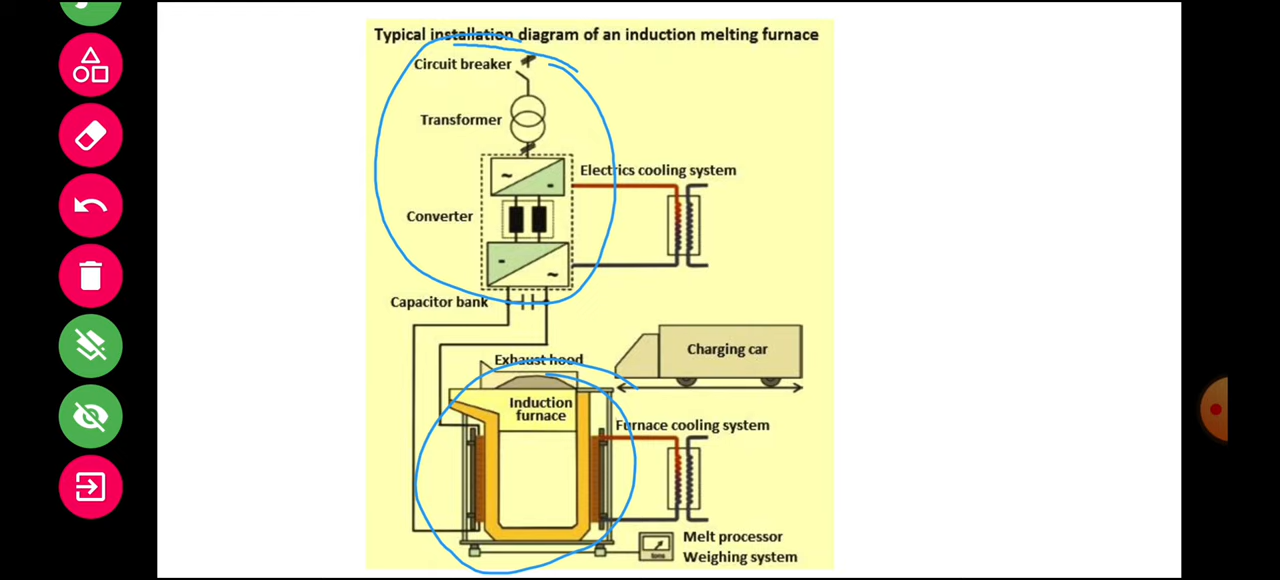 Typical installation diagram of an induction melting furnace
Circuit breaker
Transformer
Electrics cooling system
Converter
Capacitor bank
Exhaust hood
Charging car
Induction
furnace
Furnace cooling system
Melt processor
Weighing system
tons